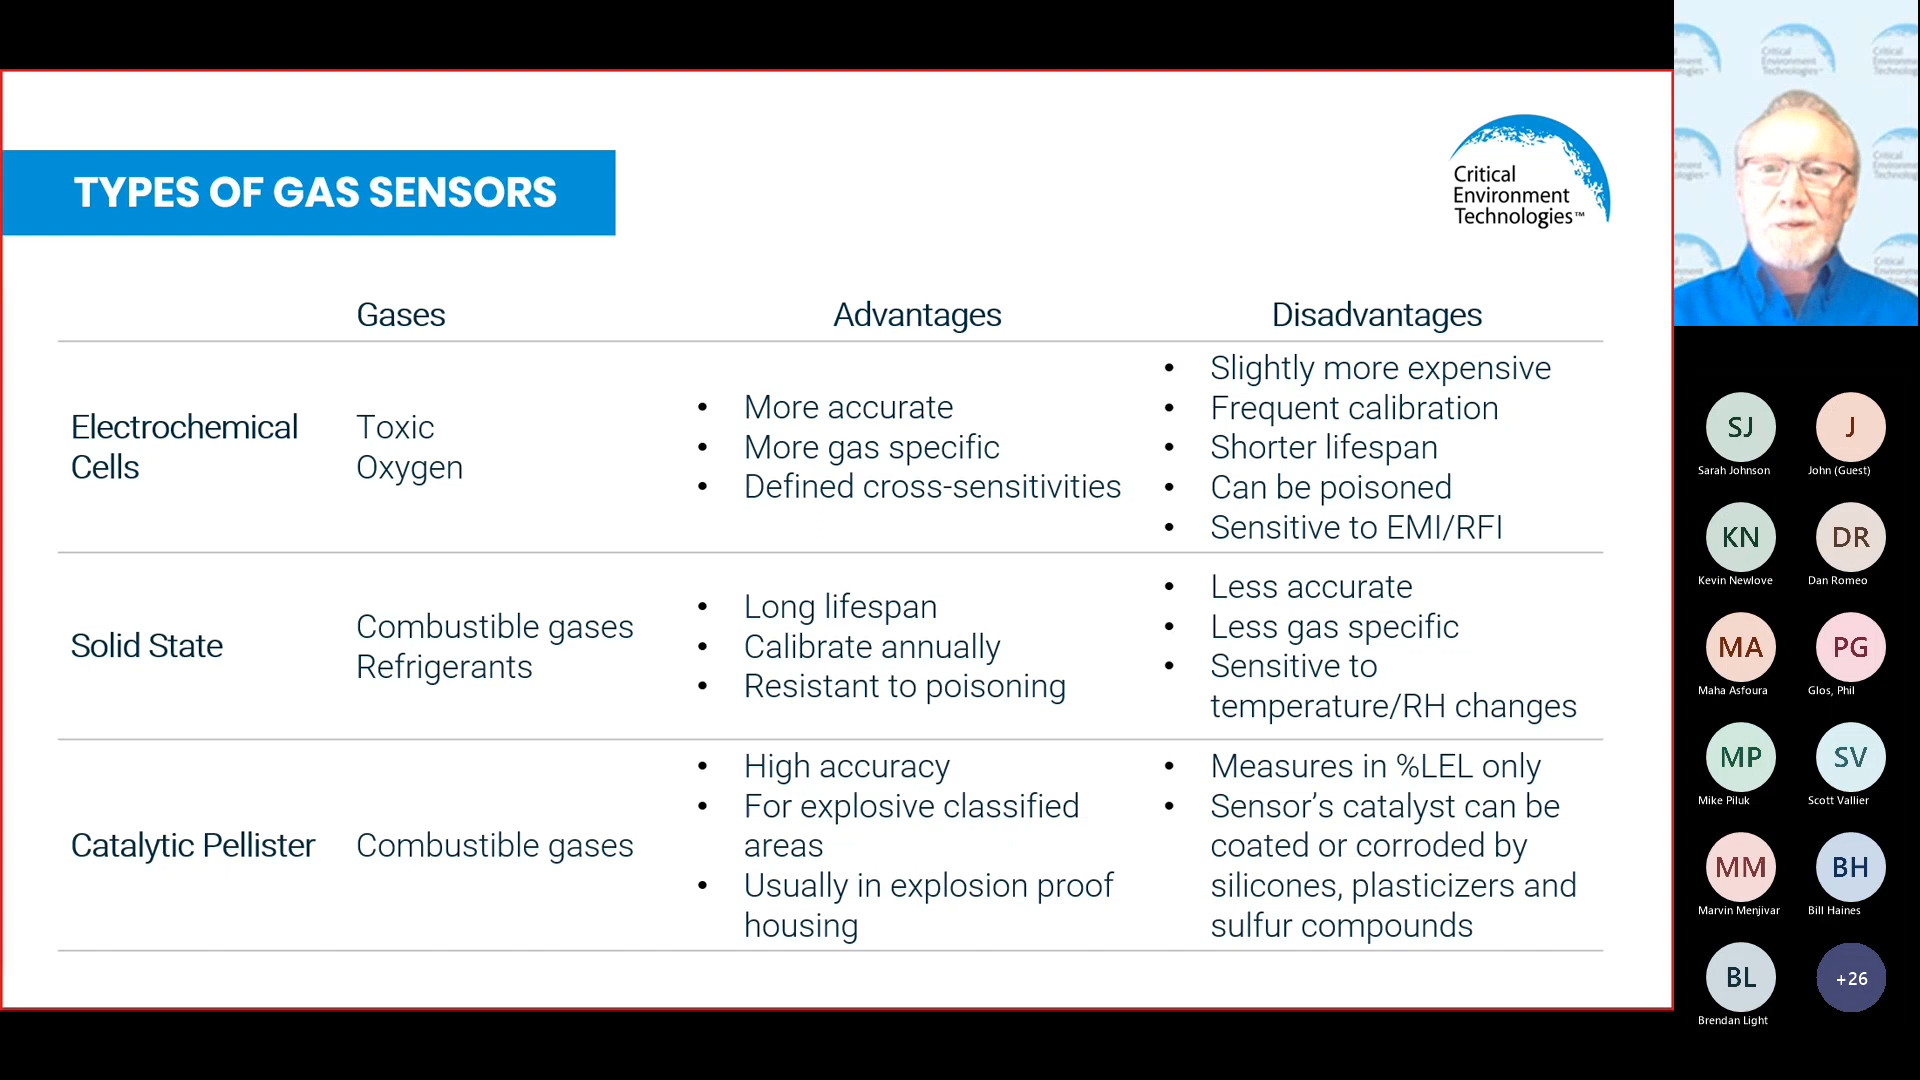 TYPES OF GAS SENSORS
Critical
Environment
Technologies™
Gases
Advantages
Disadvantages
Electrochemical
Cells
Toxic
Oxygen
• More accurate
• More gas specific
• Defined cross-sensitivities
• Slightly more expensive
• Frequent calibration
• Shorter lifespan
• Can be poisoned
• Sensitive to EMI/RFI
Solid State
Combustible gases
Refrigerants
• Long lifespan
• Calibrate annually
• Resistant to poisoning
• Less accurate
• Less gas specific
• Sensitive to
temperature/RH changes
Catalytic Pellister
Combustible gases
• High accuracy
• For explosive classified
areas
• Usually in explosion proof
housing
• Measures in %LEL only
• Sensor’s catalyst can be
coated or corroded by
silicones, plasticizers and
sulfur compounds
Critical
Environment
Technologies™
SJ
Sarah Johnson
J
John (Guest)
KN
Kevin Newlove
DR
Dan Romeo
MA
Maha Asfoura
PG
Glos, Phil
MP
Mike Piluk
SV
Scott Vallier
MM
Marvin Menjivar
BH
Bill Haines
BL
Brendan Light
+26